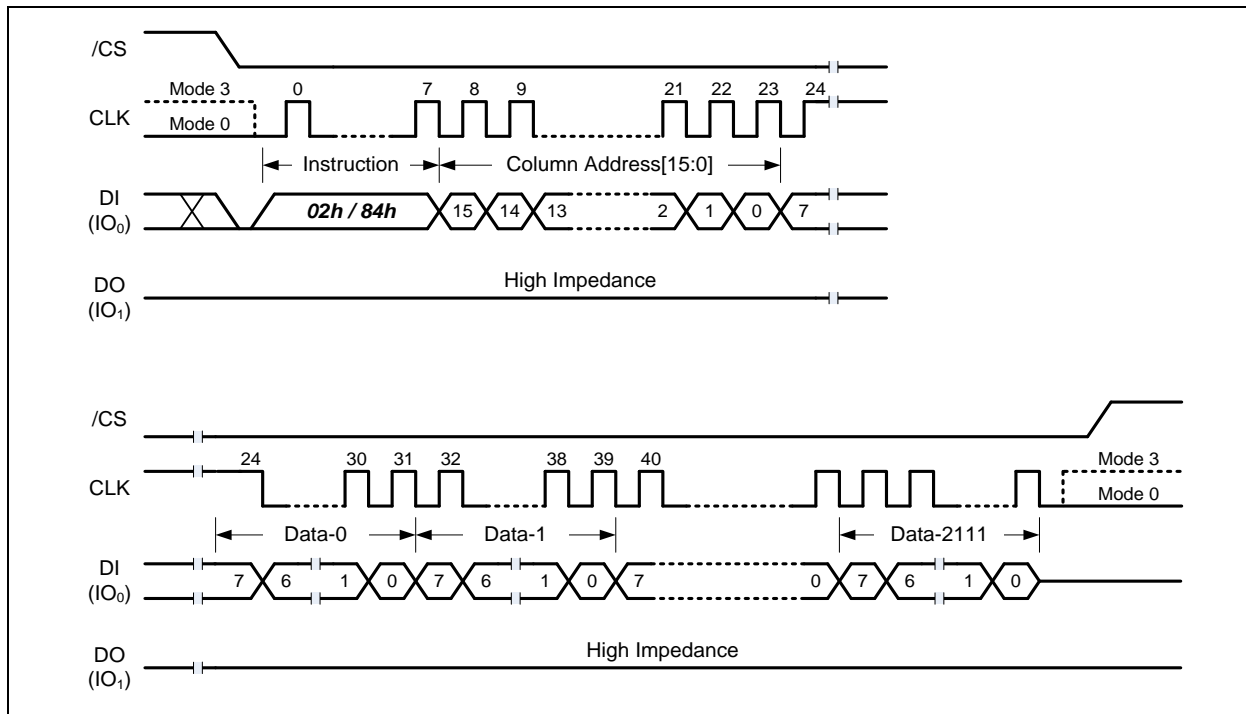 /CS
Mode 3 0 7 8 9 21 22 23 24
CLK
Mode 0
Instruction Column Address[15:0]
DI
(IO0)
02h / 84h 15 14 13 2 1 0 7
High Impedance
DO
(IO1)
/CS
24 30 31 32 38 39 40 Mode 3
CLK
Mode 0
Data-0 Data-1 Data-2111
DI
(IO0)
7 6 1 0 7 6 1 0 7 0 7 6 1 0
High Impedance
DO
(IO1)